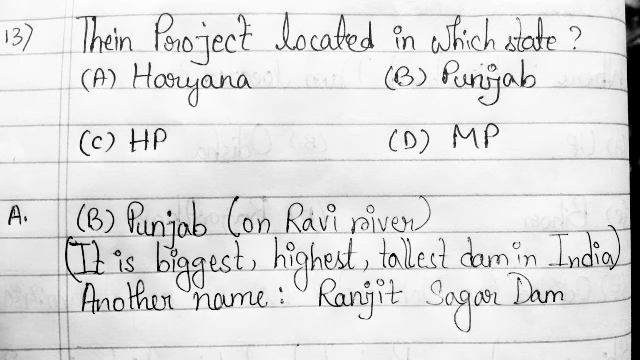 13) Thein Project located in which state ?
(A) Haryana (B) Punjab
(C) HP (D) MP
A. (B) Punjab (on Ravi river)
(It is biggest, highest, tallest dam in India)
Another name : Ranjit Sagar Dam